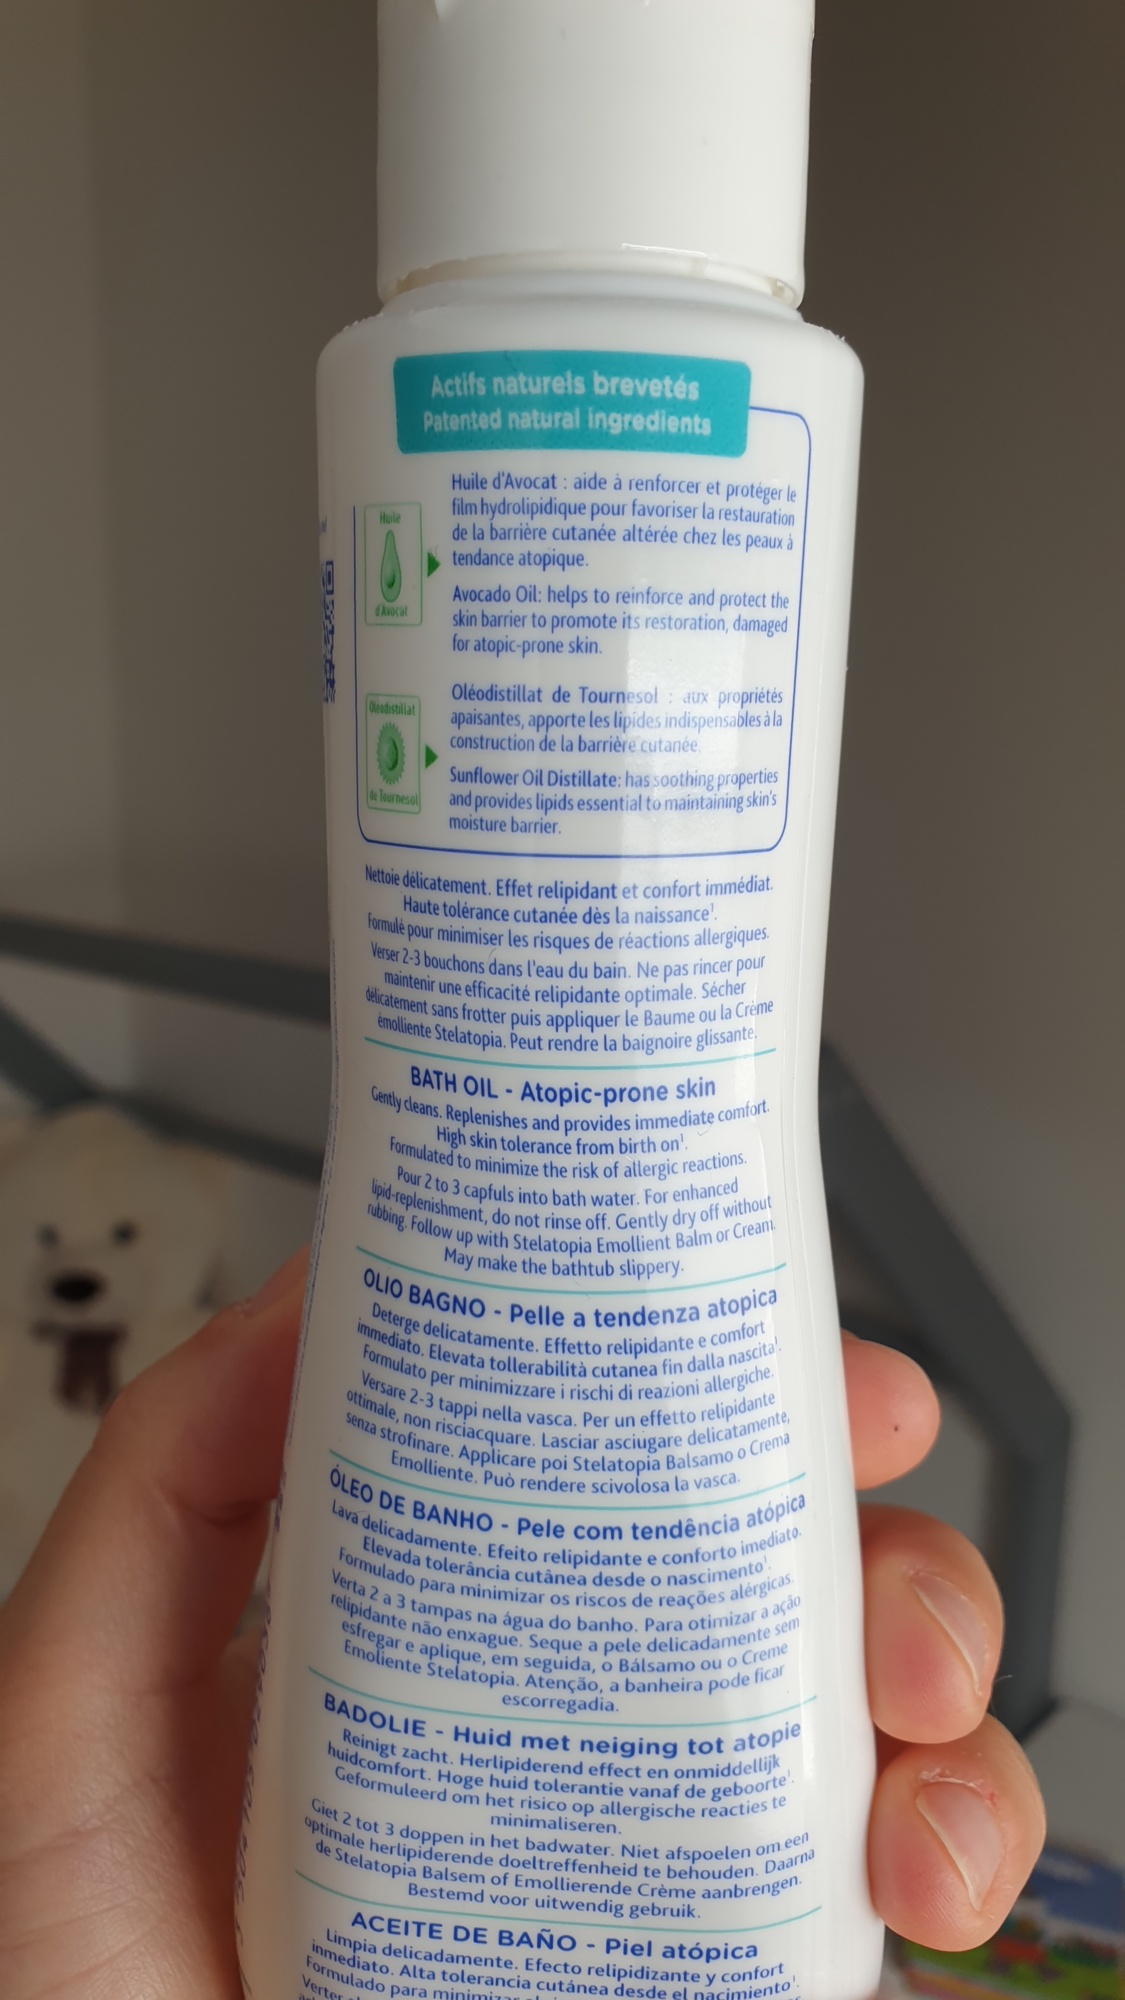 Actifs naturels brevetés
Patented natural ingredients
Huile
d'Avocat
Huile d'Avocat : aide à renforcer et protéger le
film hydrolipidique pour favoriser la restauration
de la barrière cutanée altérée chez les peaux à
tendance atopique.
Avocado Oil: helps to reinforce and protect the
skin barrier to promote its restoration, damaged
for atopic-prone skin.
Oléodistillat
de Tournesol
Oléodistillat de Tournesol : aux propriétés
apaisantes, apporte les lipides indispensables à la
construction de la barrière cutanée.
Sunflower Oil Distillate: has soothing properties
and provides lipids essential to maintaining skin's
moisture barrier.
Nettoie délicatement. Effet relipidant et confort immédiat.
Haute tolérance cutanée dès la naissance¹.
Formulé pour minimiser les risques de réactions allergiques.
Verser 2-3 bouchons dans l'eau du bain. Ne pas rincer pour
maintenir une efficacité relipidante optimale. Sécher
délicatement sans frotter puis appliquer le Baume ou la Crème
émolliente Stelatopia. Peut rendre la baignoire glissante.
BATH OIL - Atopic-prone skin
Gently cleans. Replenishes and provides immediate comfort.
High skin tolerance from birth on¹.
Formulated to minimize the risk of allergic reactions.
Pour 2 to 3 capfuls into bath water. For enhanced
lipid-replenishment, do not rinse off. Gently dry off without
rubbing. Follow up with Stelatopia Emollient Balm or Cream.
May make the bathtub slippery.
OLIO BAGNO - Pelle a tendenza atopica
Deterge delicatamente. Effetto relipidante e comfort
immediato. Elevata tollerabilità cutanea fin dalla nascita¹.
Formulato per minimizzare i rischi di reazioni allergiche.
Versare 2-3 tappi nella vasca. Per un effetto relipidante
ottimale, non risciacquare. Lasciar asciugare delicatamente,
senza strofinare. Applicare poi Stelatopia Balsamo o Crema
Emolliente. Può rendere scivolosa la vasca.
ÓLEO DE BANHO - Pele com tendência atópica
Lava delicadamente. Efeito relipidante e conforto imediato.
Elevada tolerância cutânea desde o nascimento¹.
Formulado para minimizar os riscos de reações alérgicas.
Verta 2 a 3 tampas na água do banho. Para otimizar a ação
relipidante não enxague. Seque a pele delicadamente sem
esfregar e aplique, em seguida, o Bálsamo ou o Creme
Emoliente Stelatopia. Atenção, a banheira pode ficar
escorregadia.
BADOLIE - Huid met neiging tot atopie
Reinigt zacht. Herlipiderend effect en onmiddellijk
huidcomfort. Hoge huid tolerantie vanaf de geboorte¹.
Geformuleerd om het risico op allergische reacties te
minimaliseren.
Giet 2 tot 3 doppen in het badwater. Niet afspoelen om een
optimale herlipiderende doeltreffenheid te behouden. Daarna
de Stelatopia Balsem of Emollierende Crème aanbrengen.
Bestemd voor uitwendig gebruik.
ACEITE DE BAÑO - Piel atópica
Limpia delicadamente. Efecto relipidizante y confort
inmediato. Alta tolerancia cutánea desde el nacimiento¹.
Formulado para
Verter